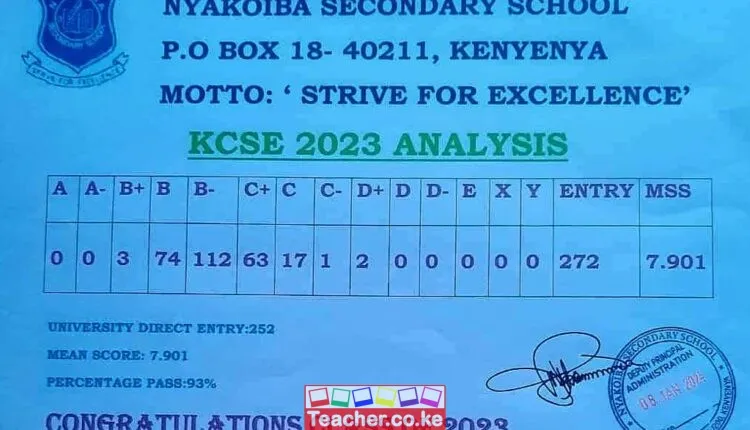 NYAKOIBA SECONDARY SCHOOL
P.O BOX 18- 40211, KENYENYA
MOTTO: ‘ STRIVE FOR EXCELLENCE’
KCSE 2023 ANALYSIS
A A- B+ B B- C+ C C- D+ D D- E X Y ENTRY MSS
0 0 3 74 112 63 17 1 2 0 0 0 0 0 272 7.901
UNIVERSITY DIRECT ENTRY:252
MEAN SCORE: 7.901
PERCENTAGE PASS:93%
CONGRATULATIONS 2023
Teacher.co.ke
NYAKOIBA SECONDARY SCHOOL
DEPUTY PRINCIPAL
ADMINISTRATION
08 JAN 2024